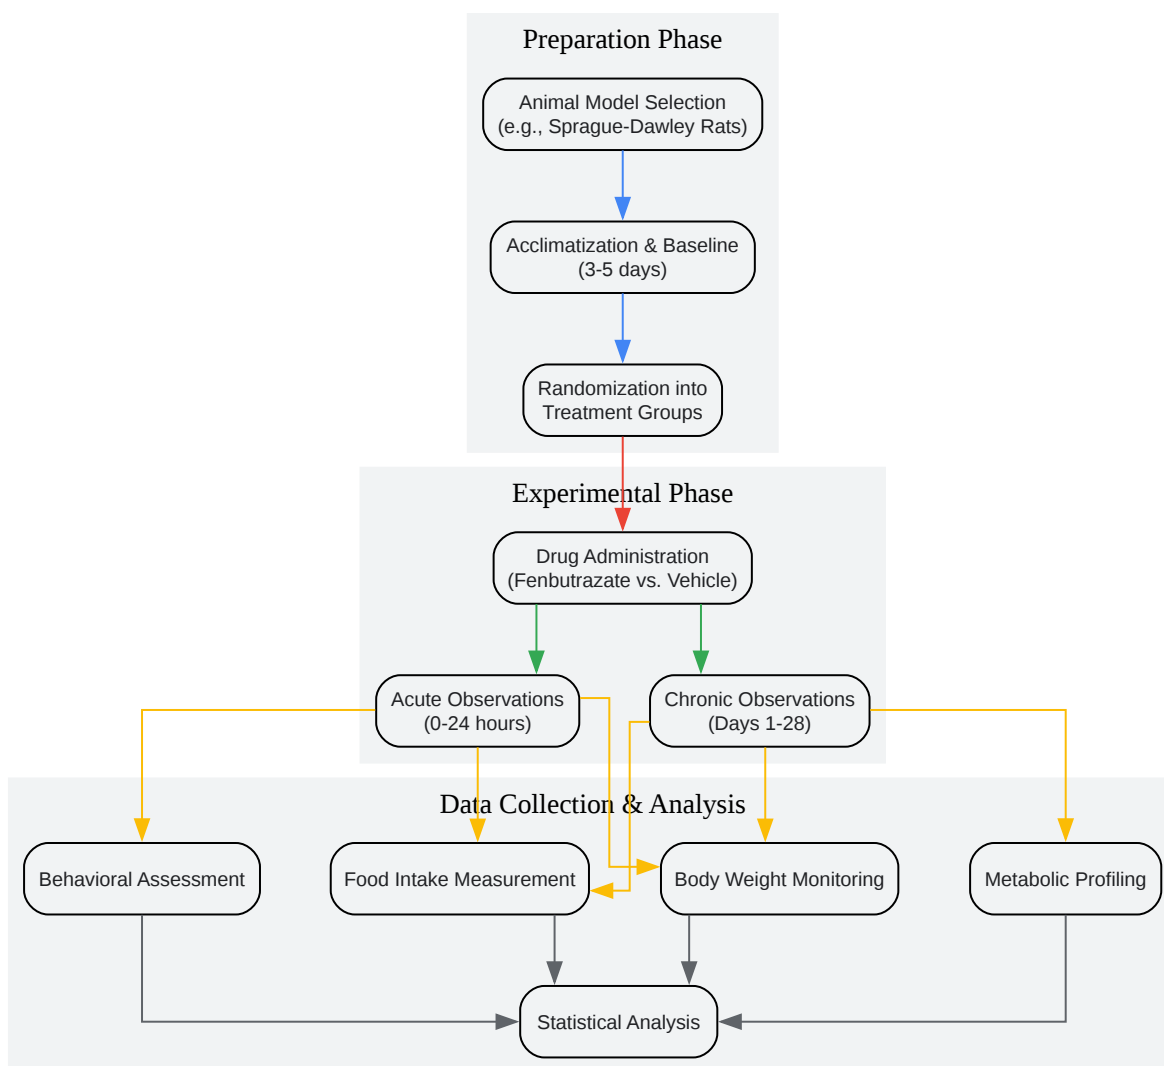 Preparation Phase
Animal Model Selection
(e.g., Sprague-Dawley Rats)
Acclimatization & Baseline
(3-5 days)
Randomization into
Treatment Groups
Experimental Phase
Drug Administration
(Fenbutrazate vs. Vehicle)
Acute Observations
(0-24 hours)
Chronic Observations
(Days 1-28)
Data Collection & Analysis
Behavioral Assessment
Food Intake Measurement
Body Weight Monitoring
Metabolic Profiling
Statistical Analysis